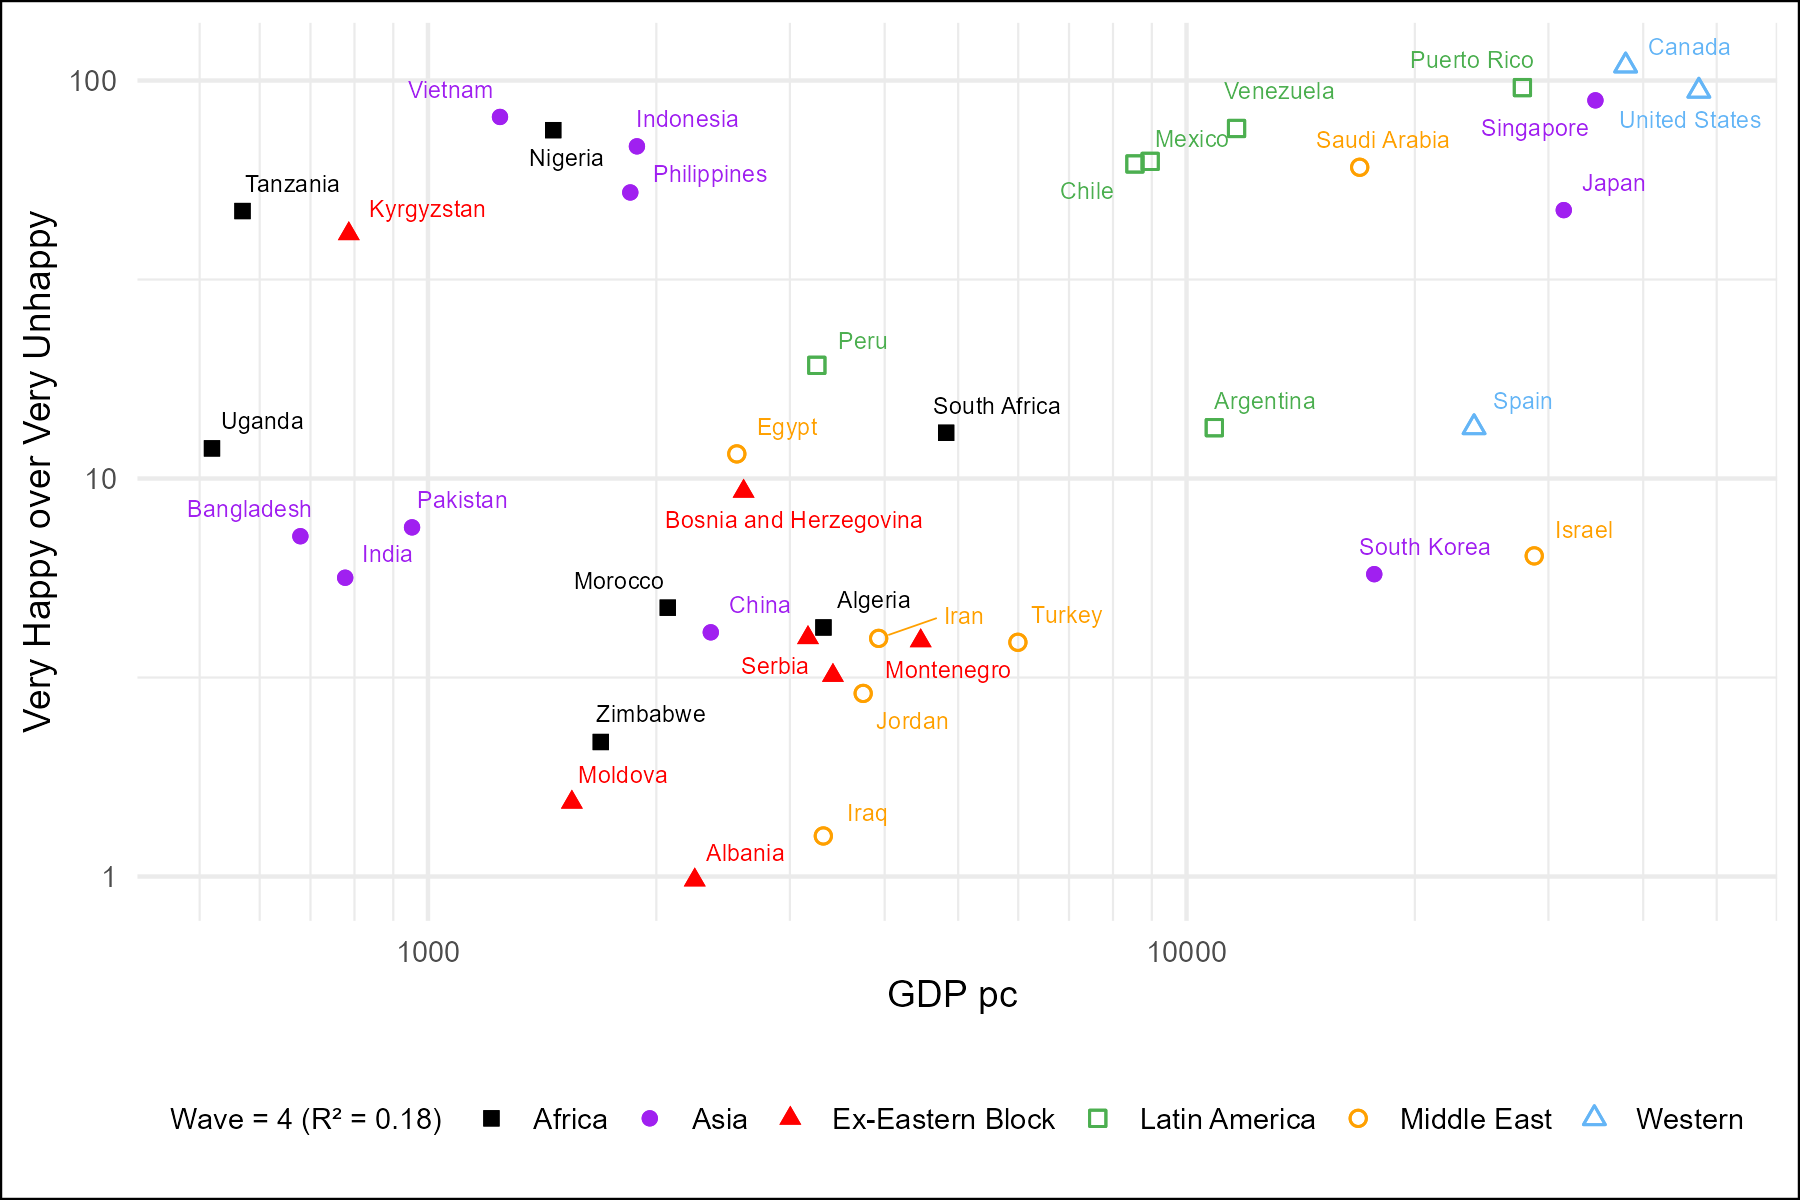 Canada
Puerto Rico
100
Vietnam
Venezuela
Indonesia
United States
Singapore
Mexico
Saudi Arabia
Nigeria
Philippines
Tanzania
Japan
Chile
Kyrgyzstan
Very Happy over Very Unhappy
Peru
Argentina
Spain
South Africa
Uganda
Egypt
10
Pakistan
Bangladesh
Bosnia and Herzegovina
Israel
South Korea
India
Morocco
Algeria
China
Iran
Turkey
Serbia
Montenegro
Zimbabwe
Jordan
Moldova
Iraq
Albania
1
1000
10000
GDP pc
Wave = 4 (R² = 0.18) Africa Asia Ex-Eastern Block Latin America Middle East Western